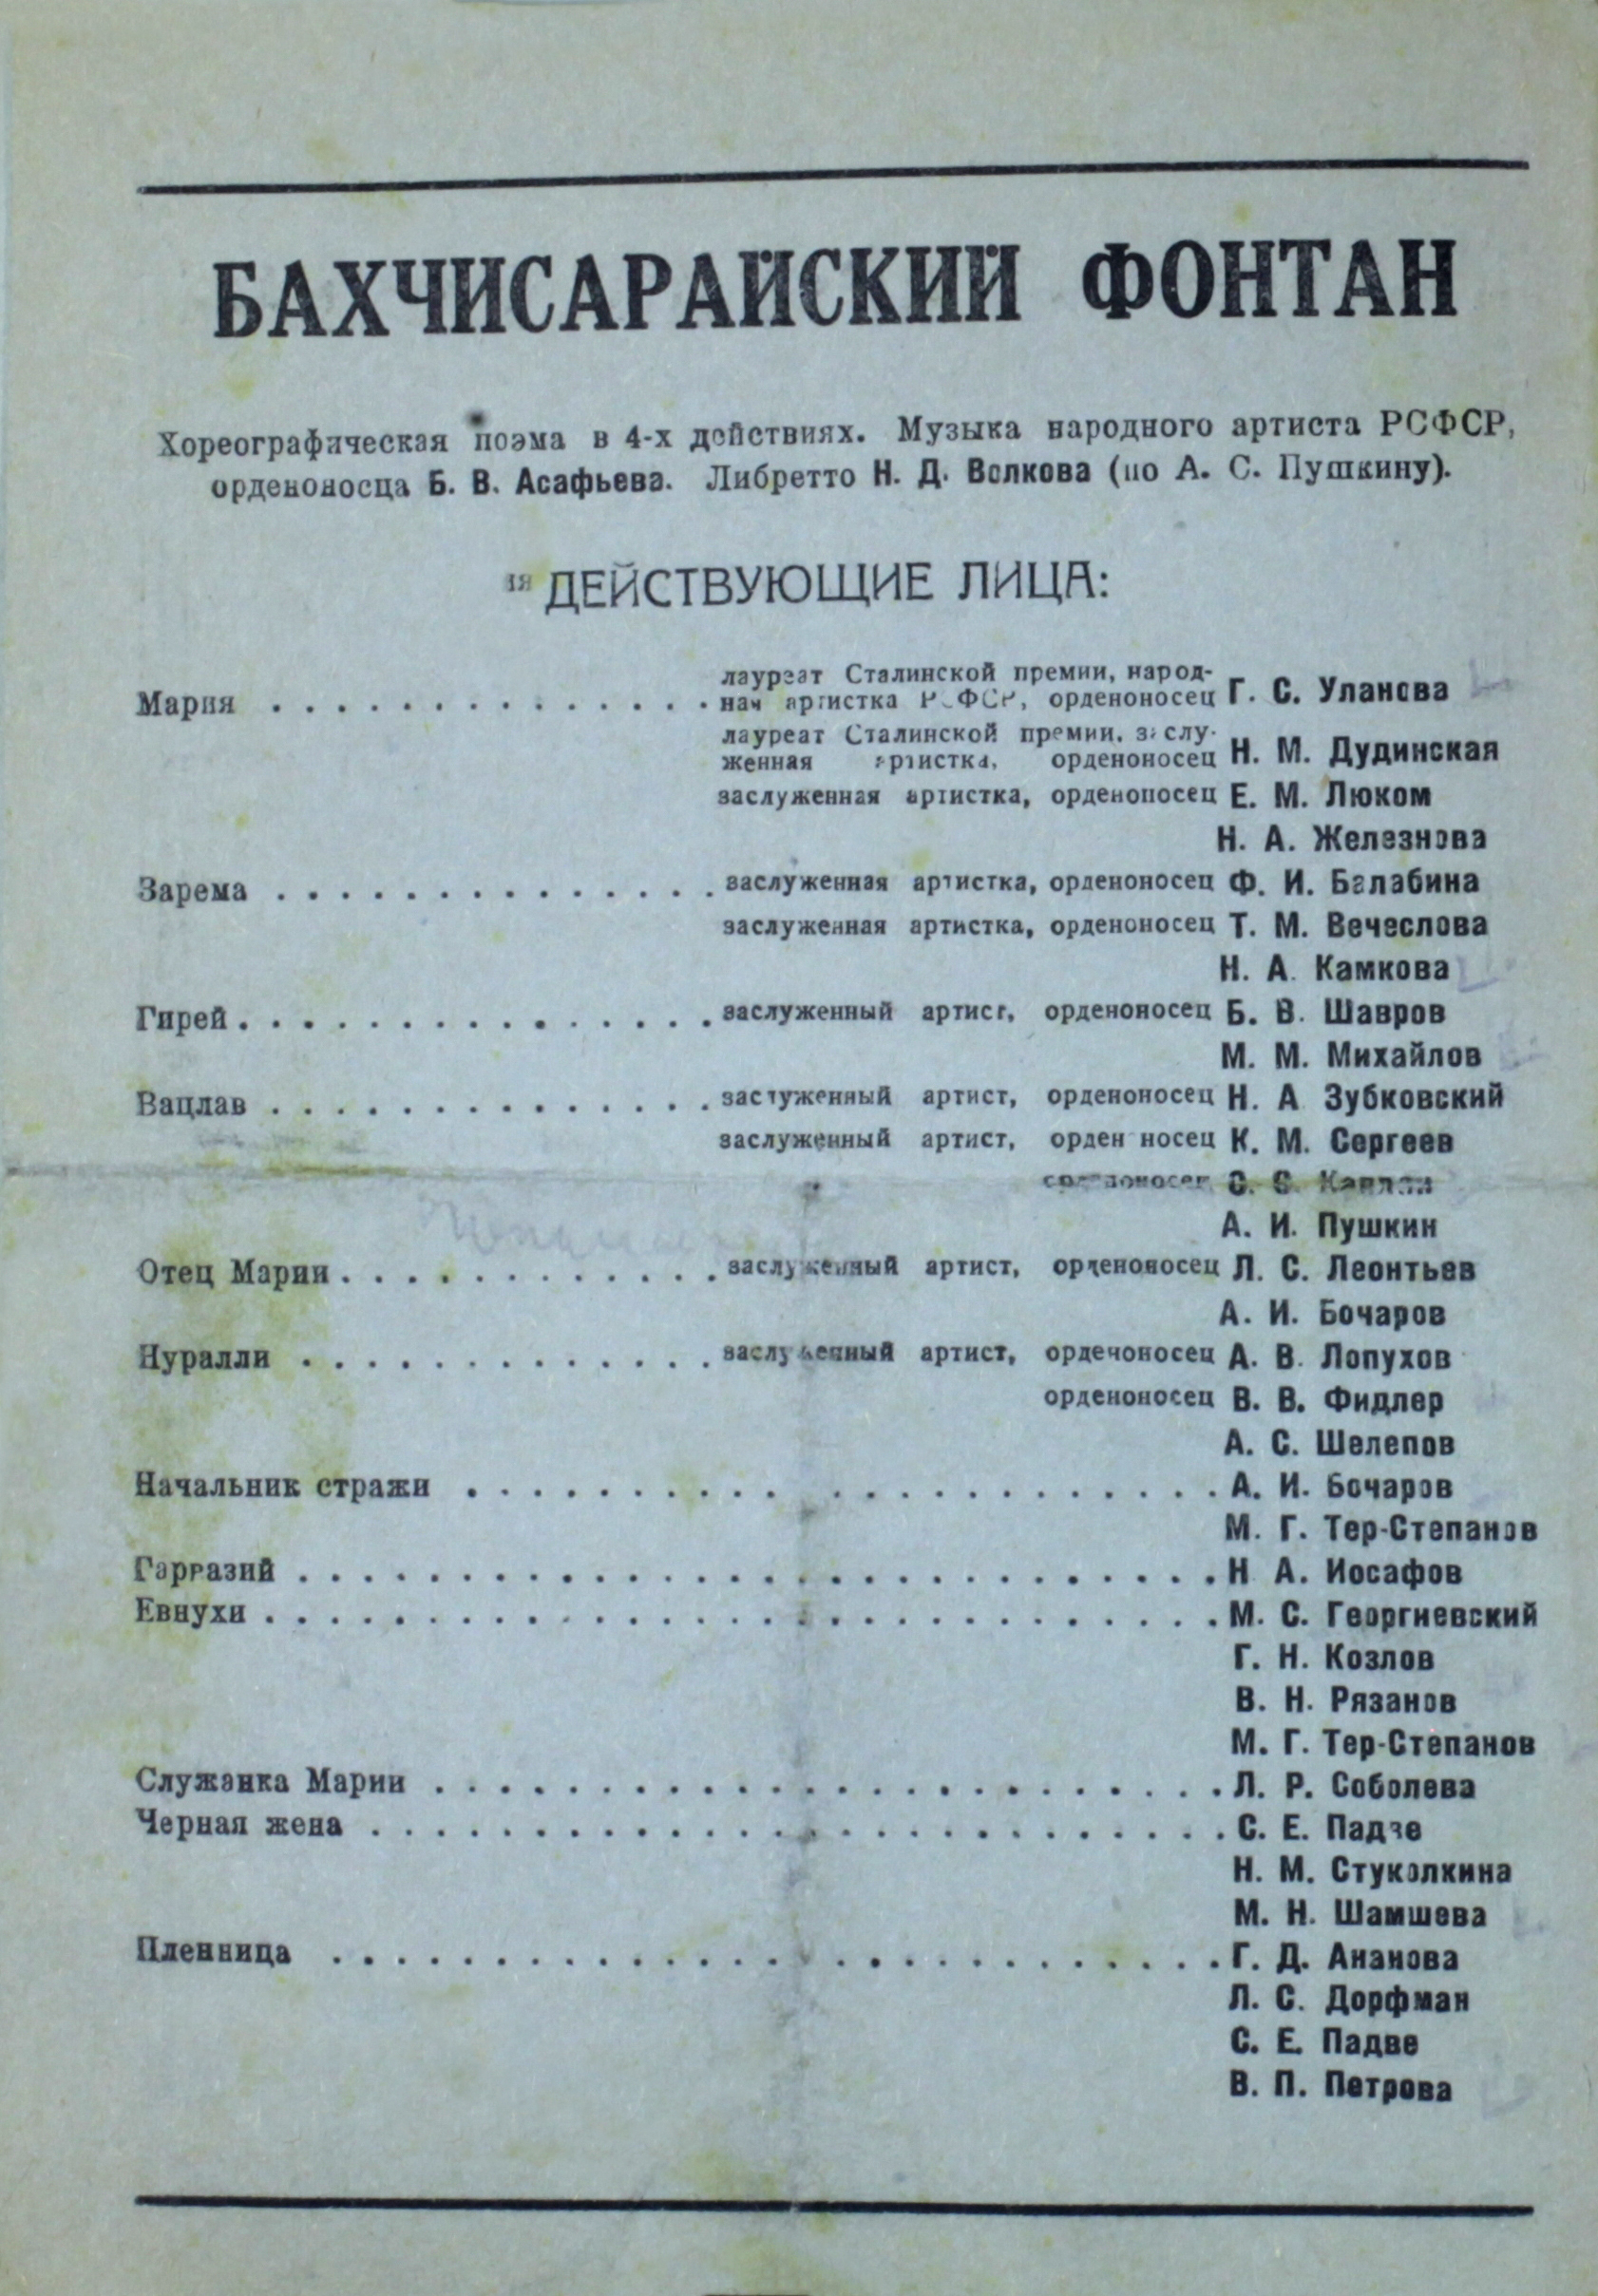 БАХЧИСАРАЙСКИЙ ФОНТАН
Хореографическая поэма в 4-х действиях. Музыка народного артиста РСФСР,
орденоносца Б. В. Асафьева. Либретто Н. Д. Волкова (по А. С. Пушкину).
ДЕЙСТВУЮЩИЕ ЛИЦА:
лауреат Сталинской премии, народ-
Мария . . . . . . . . . . . . . . ная артистка РСФСР, орденоносец Г. С. Уланова
лауреат Сталинской премии, заслу-
женная артистка, орденоносец Н. М. Дудинская
заслуженная артистка, орденоносец Е. М. Люком
Н. А. Железнова
Зарема . . . . . . . . . . . . . . заслуженная артистка, орденоносец Ф. И. Балабина
заслуженная артистка, орденоносец Т. М. Вечеслова
Н. А. Камкова
Гирей . . . . . . . . . . . . . . . заслуженный артист, орденоносец Б. В. Шавров
М. М. Михайлов
Вацлав . . . . . . . . . . . . . . заслуженный артист, орденоносец Н. А Зубковский
заслуженный артист, орденоносец К. М. Сергеев
орденоносец С. С.
А. И. Пушкин
Отец Марии . . . . . . . . . . . . заслуженный артист, орденоносец Л. С. Леонтьев
А. И. Бочаров
Нуралли . . . . . . . . . . . . . заслуженный артист, орденоносец А. В. Лопухов
орденоносец В. В. Фидлер
А. С. Шелепов
Начальник стражи . . . . . . . . . . . . . . . . . . . . . . . А. И. Бочаров
М. Г. Тер-Степанов
Гарразий . . . . . . . . . . . . . . . . . . . . . . . . . . . . Н А. Иосафов
Евнухи . . . . . . . . . . . . . . . . . . . . . . . . . . . . . М. С. Георгиевский
Г. Н. Козлов
В. Н. Рязанов
М. Г. Тер-Степанов
Служанка Марии . . . . . . . . . . . . . . . . . . . . . . . . Л. Р. Соболева
Черная жена . . . . . . . . . . . . . . . . . . . . . . . . . . С. Е. Падве
Н. М. Стуколкина
М. Н. Шамшева
Пленница . . . . . . . . . . . . . . . . . . . . . . . . . . . Г. Д. Ананова
Л. С. Дорфман
С. Е. Падве
В. П. Петрова